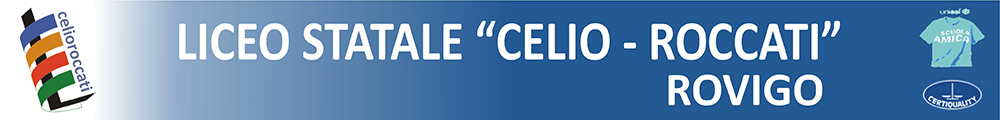 celioroccati
LICEO STATALE “CELIO - ROCCATI”
ROVIGO
unicef
SCUOLA
AMICA
CERTIQUALITY